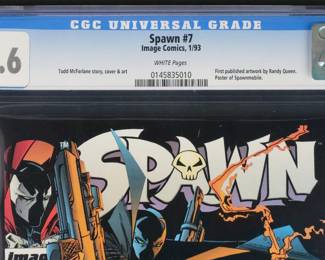 CGC UNIVERSAL GRADE
.6
Spawn #7
Image Comics, 1/93
WHITE Pages
Todd McFarlane story, cover & art
0145835010
First published artwork by Randy Queen.
Poster of Spawnmobile.
SPAWN
image